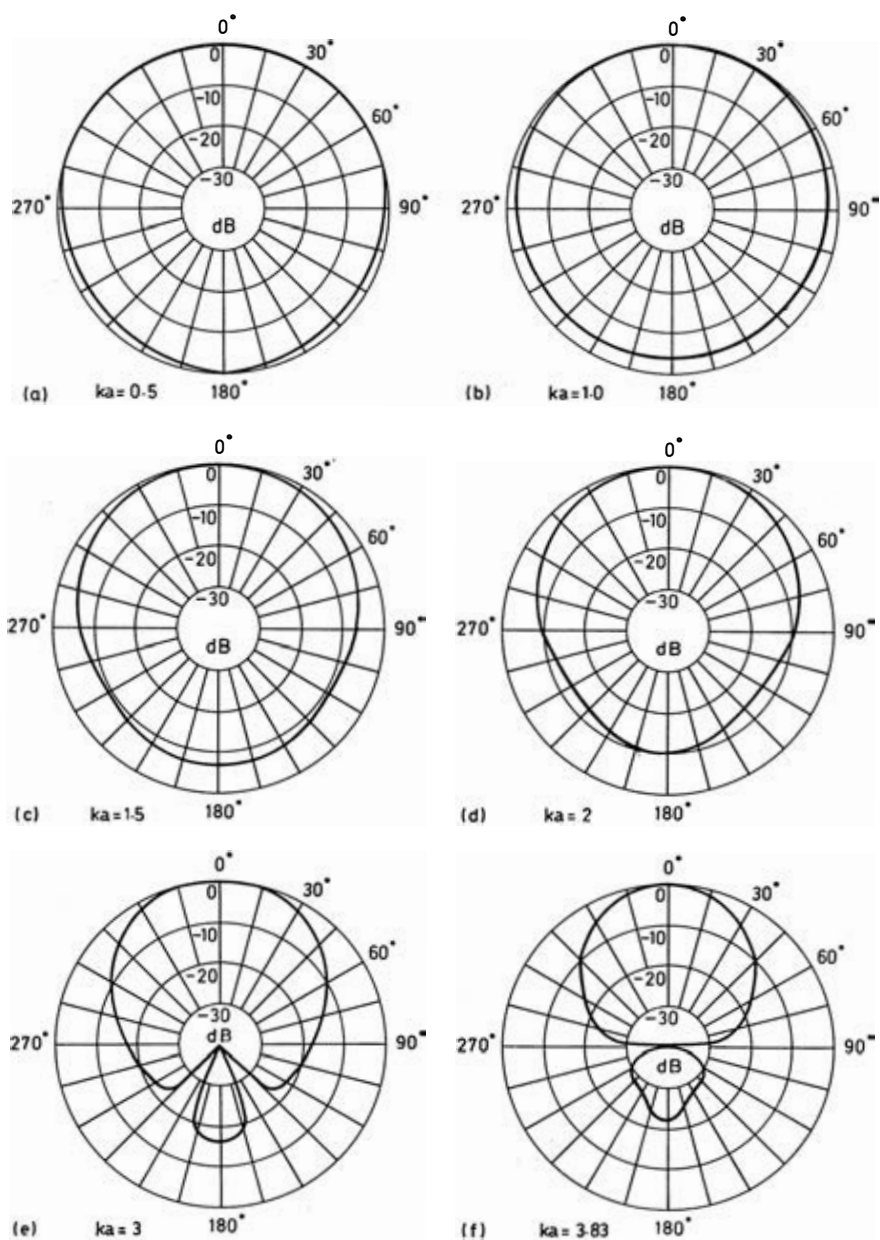 0° 0°
0 30° 0 30°
-10 60° -10 60°
-20 -20
-30 -30
270° 90° 270° 90°
dB dB
(a) ka=0·5 180° (b) ka=1·0 180°
0° 0°
0 30° 0 30°
-10 60° -10 60°
-20 -20
-30 -30
270° dB 90° 270° dB 90°
(c) ka=1·5 180° (d) ka=2 180°
0° 0°
0 30° 0 30°
-10 60° -10 60°
-20 -20
-30 -30
270° dB 90° 270° dB 90°
(e) ka=3 180° (f) ka=3·83 180°